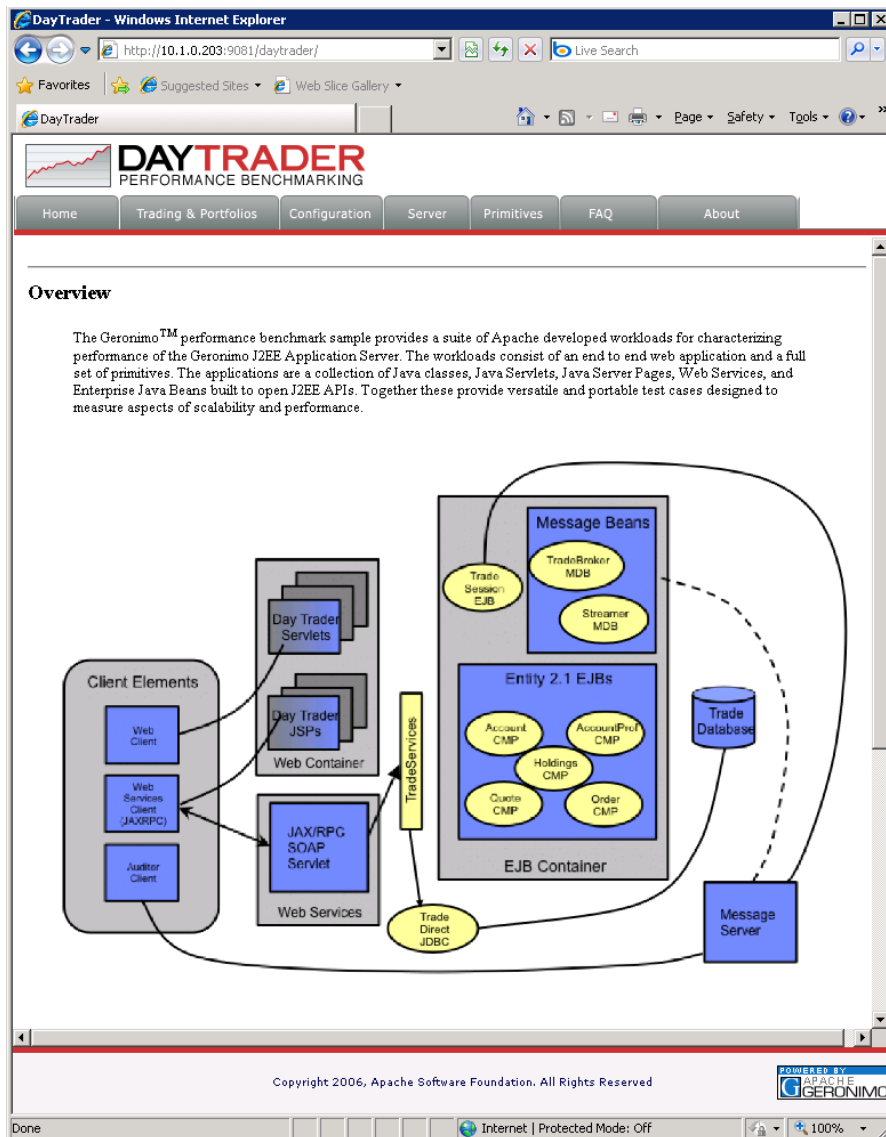 DayTrader - Windows Internet Explorer
http://10.1.0.203:9081/daytrader/
Live Search
Favorites
Suggested Sites
Web Slice Gallery
DayTrader
Page
Safety
Tools
DAYTRADER
PERFORMANCE BENCHMARKING
Home
Trading & Portfolios
Configuration
Server
Primitives
FAQ
About
Overview
The Geronimo™ performance benchmark sample provides a suite of Apache developed workloads for characterizing
performance of the Geronimo J2EE Application Server. The workloads consist of an end to end web application and a full
set of primitives. The applications are a collection of Java classes, Java Servlets, Java Server Pages, Web Services, and
Enterprise Java Beans built to open J2EE APIs. Together these provide versatile and portable test cases designed to
measure aspects of scalability and performance.
Client Elements
Web
Client
Web
Services
Client
(JAXRPC)
Auditor
Client
Day Trader
Servlets
Day Trader
JSPs
Web Container
JAX/RPC
SOAP
Servlet
Web Services
TradeServices
Trade
Direct
JDBC
Trade
Session
EJB
Message Beans
TradeBroker
MDB
Streamer
MDB
Entity 2.1 EJBs
Account
CMP
AccountProf
CMP
Holdings
CMP
Quote
CMP
Order
CMP
EJB Container
Trade
Database
Message
Server
Copyright 2006, Apache Software Foundation. All Rights Reserved
POWERED BY
APACHE
GERONIMO
Done
Internet | Protected Mode: Off
100%